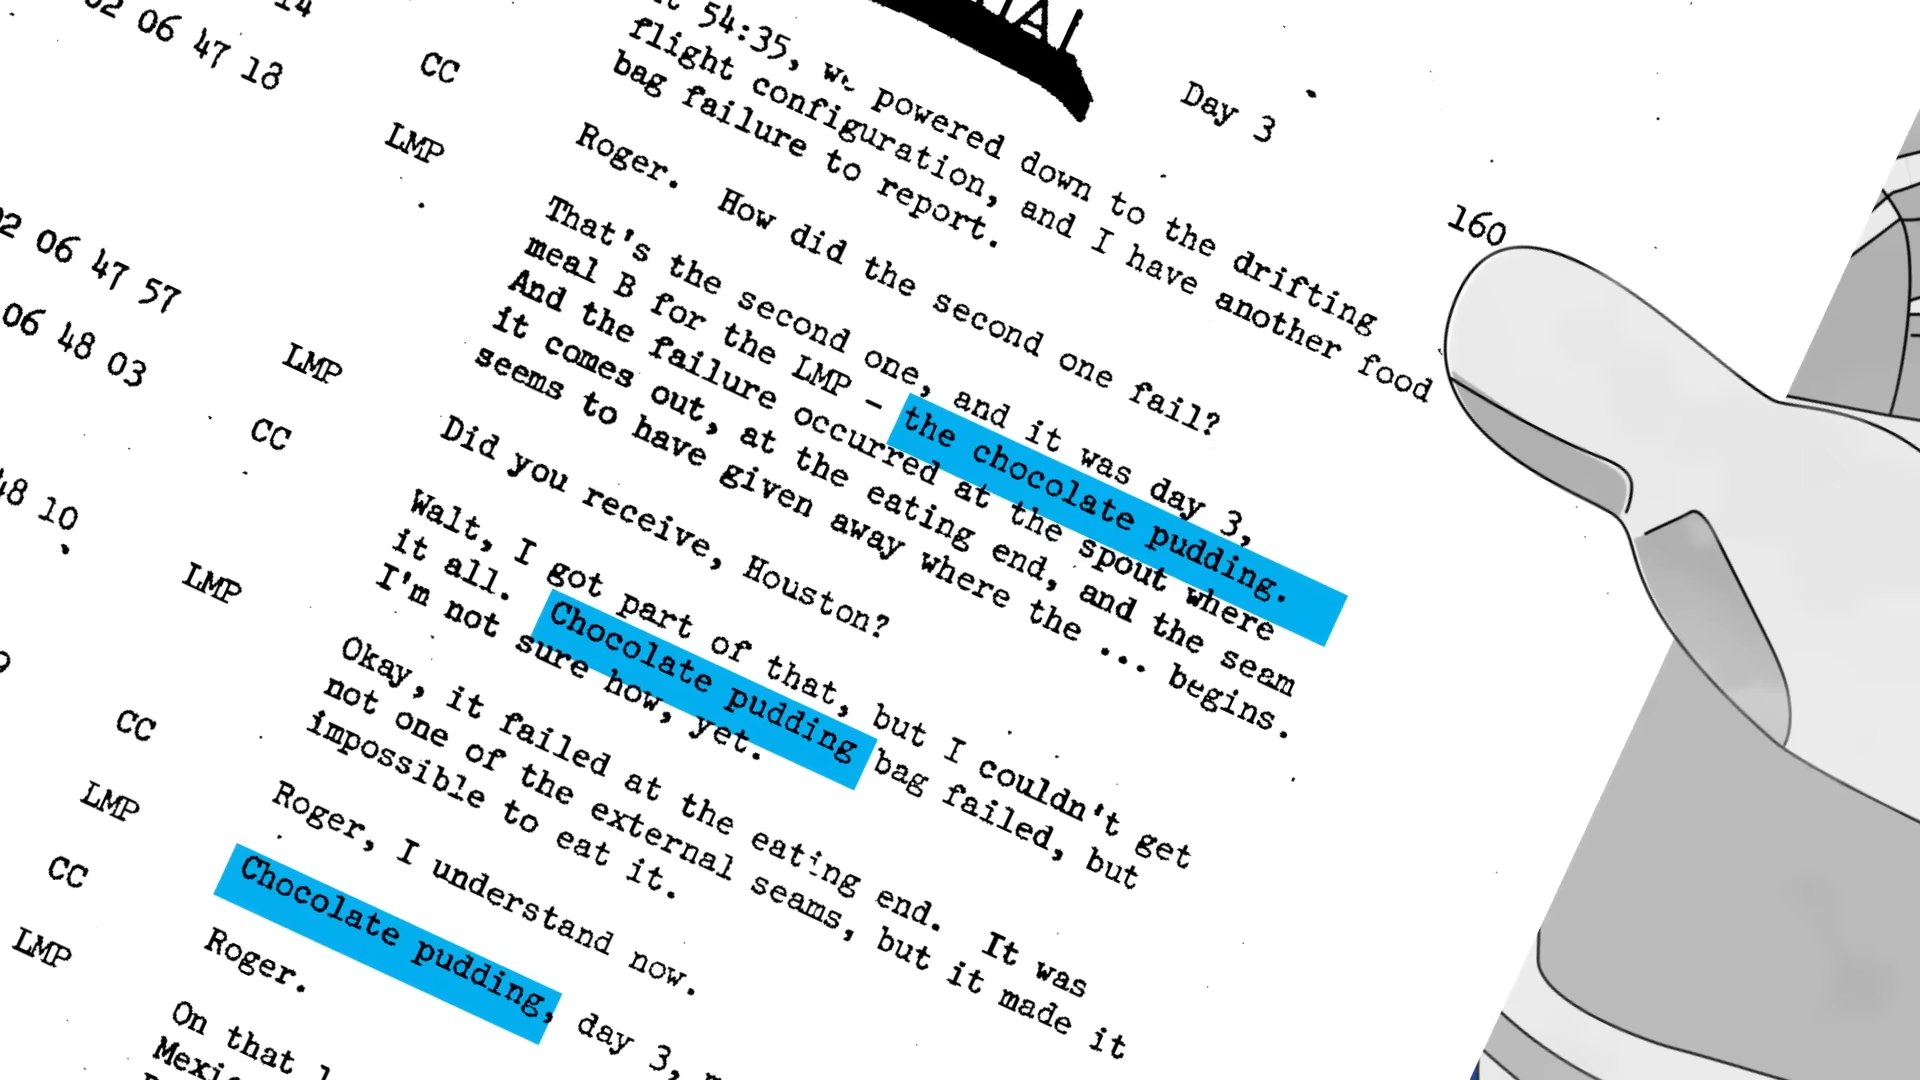 14
Day 3
160
02 06 47 18
CC
LMP
54:35, we powered down to the drifting
flight configuration, and I have another food
bag failure to report.
Roger. How did the second one fail?
That's the second one, and it was day 3,
meal B for the LMP - the chocolate pudding.
And the failure occurred at the spout where
it comes out, at the eating end, and the seam
seems to have given away where the ... begins.
02 06 47 57
LMP
Did you receive, Houston?
06 48 03
CC
Walt, I got part of that, but I couldn't get
it all. Chocolate pudding bag failed, but
I'm not sure how, yet.
48 10
LMP
Okay, it failed at the eating end. It was
not one of the external seams, but it made it
impossible to eat it.
CC
Roger, I understand now.
LMP
Chocolate pudding, day 3,
CC
Roger.
LMP
On that